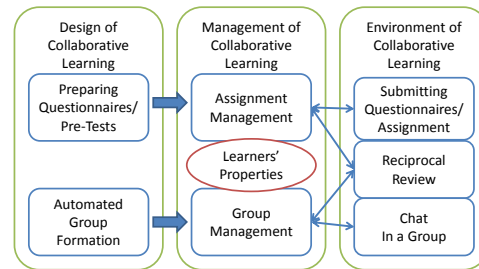 Design of
Collaborative
Learning
Preparing
Questionnaires/
Pre-Tests
Automated
Group
Formation
Management of
Collaborative
Learning
Assignment
Management
Learners'
Properties
Group
Management
Environment of
Collaborative
Learning
Submitting
Questionnaires/
Assignment
Reciprocal
Review
Chat
In a Group